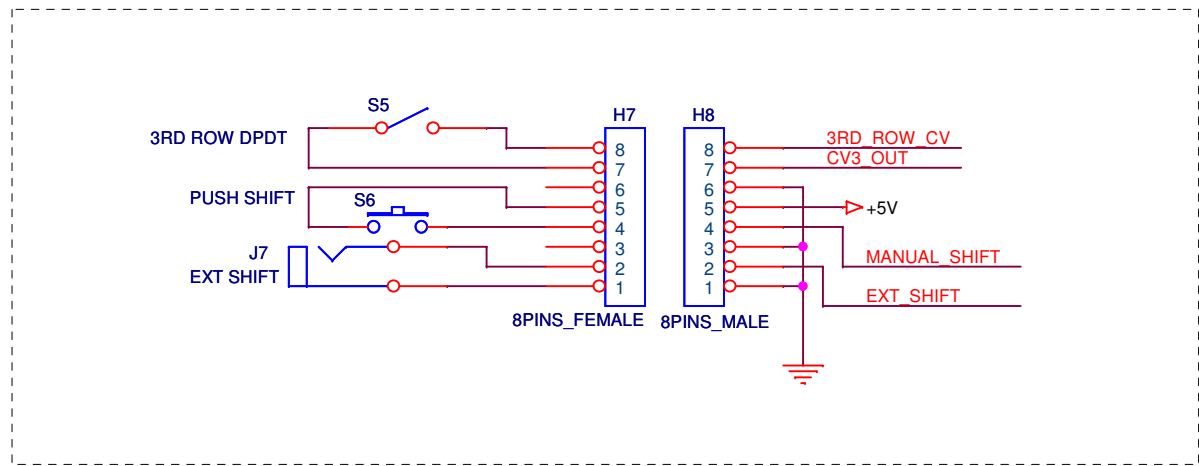 S5
H7
H8
3RD ROW DPDT
3RD_ROW_CV
8
8
CV3_OUT
7
7
PUSH SHIFT
S6
6
6
5
5
+5V
4
4
J7
3
3
MANUAL_SHIFT
EXT SHIFT
2
2
1
1
EXT_SHIFT
8PINS_FEMALE
8PINS_MALE